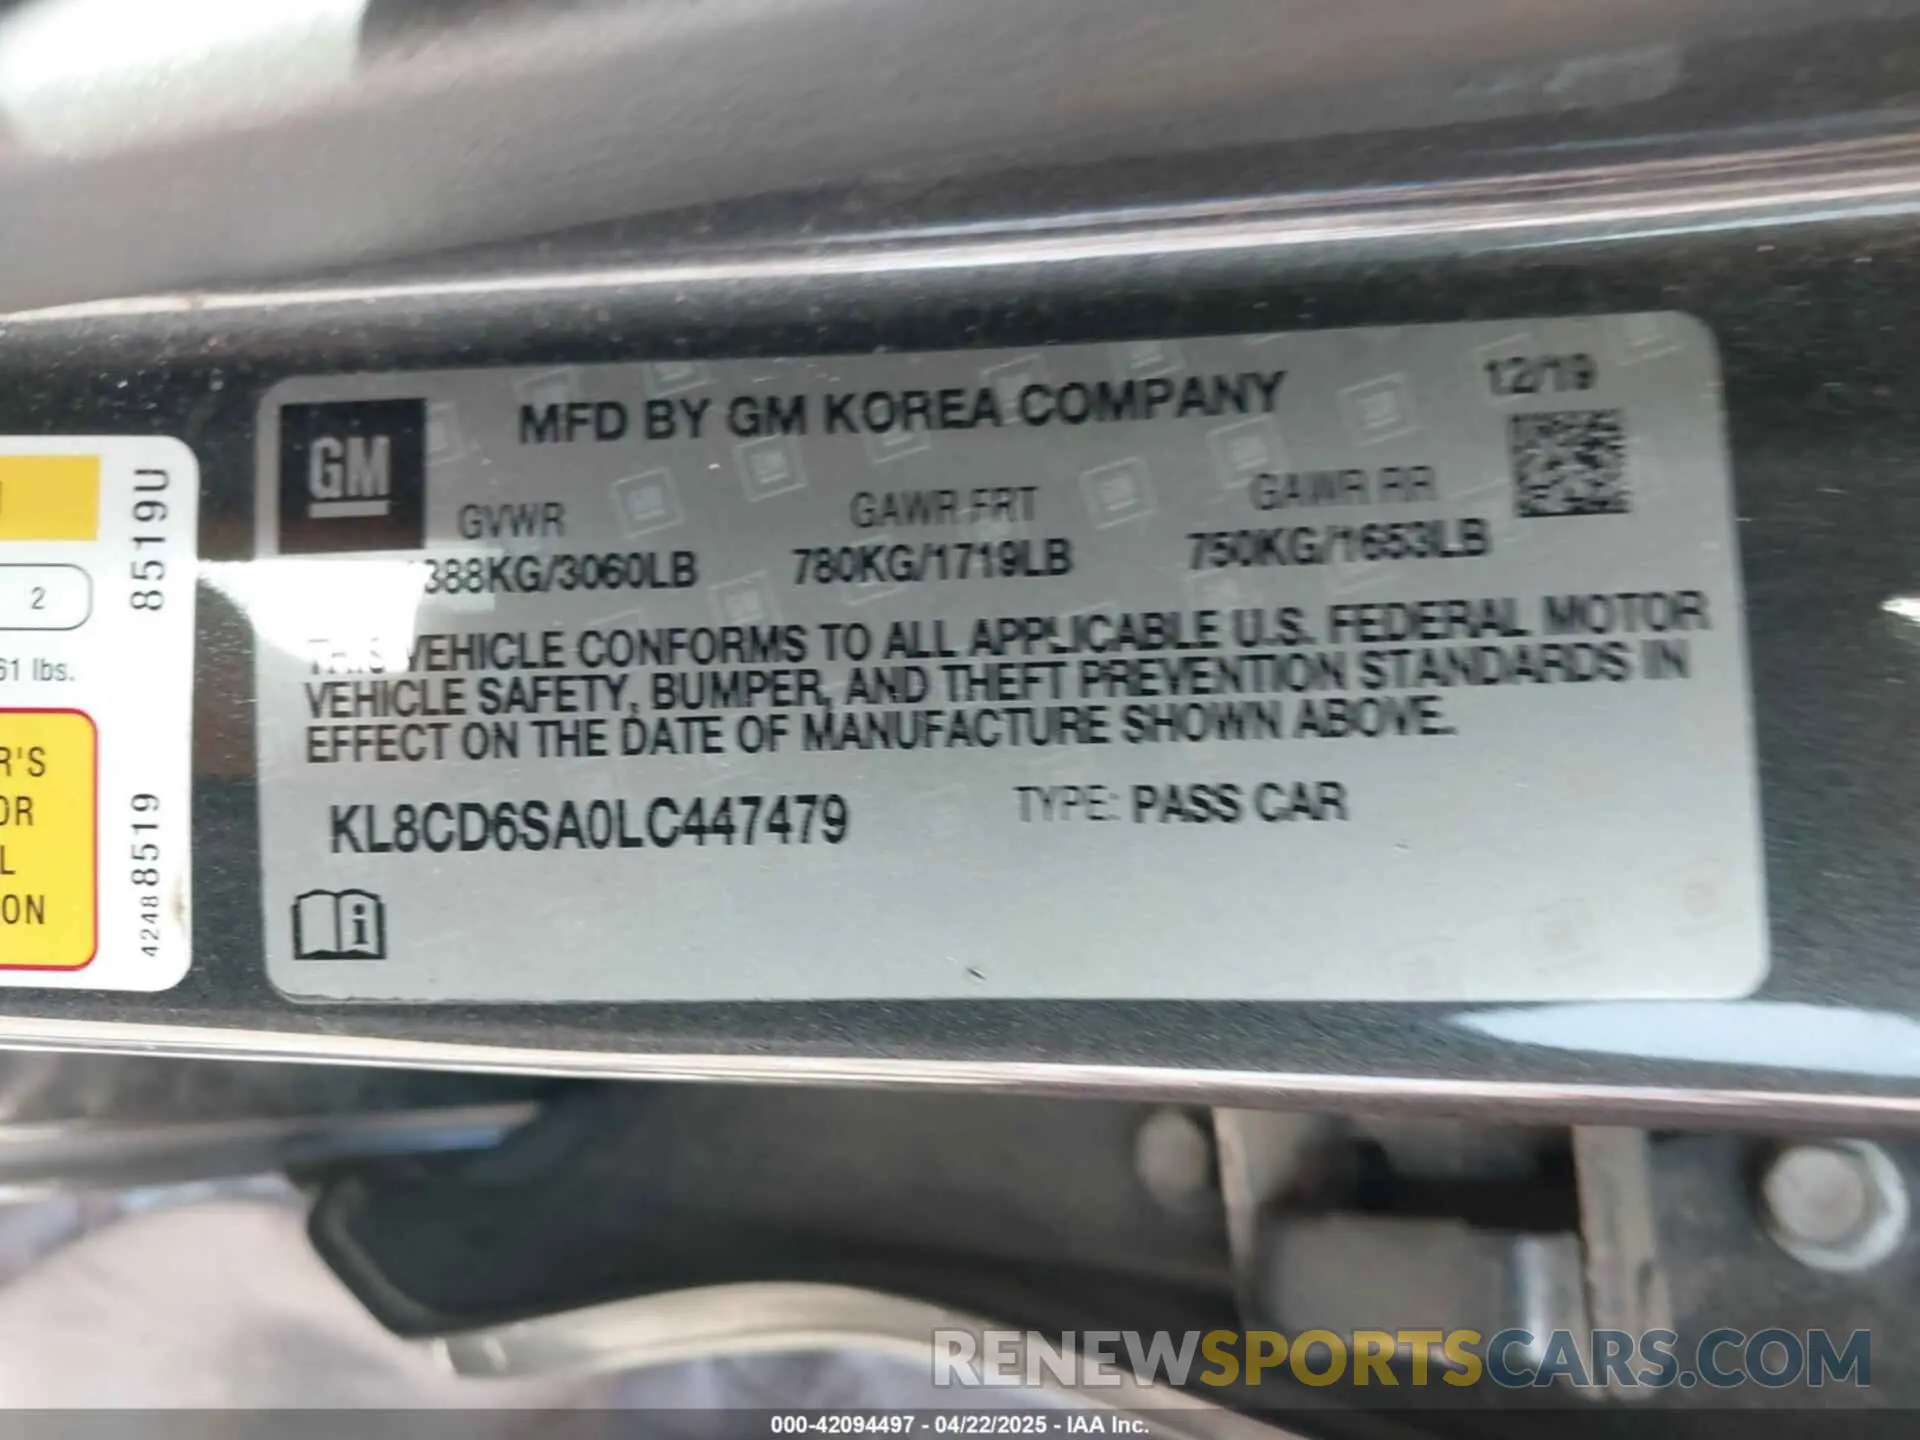 GM
MFD BY GM KOREA COMPANY
12/19
GVWR
GAWR FRT
GAWR RR
388KG/3060LB
780KG/1719LB
750KG/1653LB
THIS VEHICLE CONFORMS TO ALL APPLICABLE U.S. FEDERAL MOTOR
VEHICLE SAFETY, BUMPER, AND THEFT PREVENTION STANDARDS IN
EFFECT ON THE DATE OF MANUFACTURE SHOWN ABOVE.
KL8CD6SA0LC447479
TYPE: PASS CAR
i
8519U
2
61 lbs.
R'S
OR
L
ON
42488519
RENEWSPORTSCARS.COM
000-42094497 - 04/22/2025 - IAA Inc.